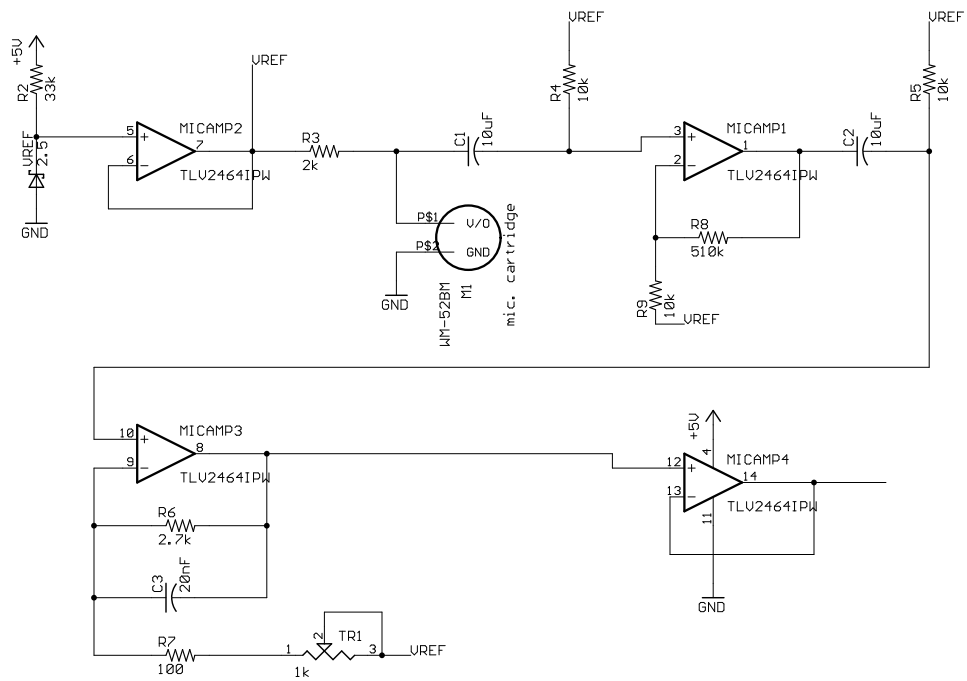 +5V
R2
33k
VREF
2.5
GND
5
+
6
-
7
MICAMP2
TLV2464IPW
VREF
R3
2k
C1
10uF
VREF
R4
10k
3
+
2
-
1
MICAMP1
TLV2464IPW
C2
10uF
VREF
R5
10k
P$1
V/O
P$2
GND
GND
WM-52BM
M1
mic. cartridge
R8
510k
R9
10k
VREF
10
+
9
-
8
MICAMP3
TLV2464IPW
R6
2.7k
C3
20nF
R7
100
1
2
TR1
3
1k
VREF
+5V
4
12
+
13
-
14
11
MICAMP4
TLV2464IPW
GND